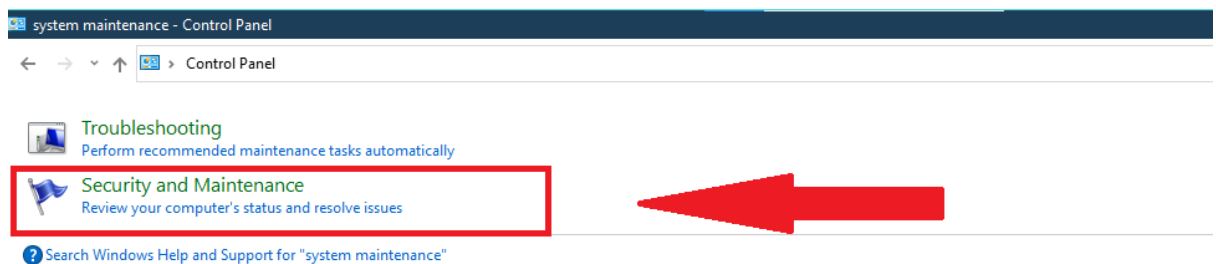 system maintenance - Control Panel
Control Panel
Troubleshooting
Perform recommended maintenance tasks automatically
Security and Maintenance
Review your computer's status and resolve issues
Search Windows Help and Support for "system maintenance"